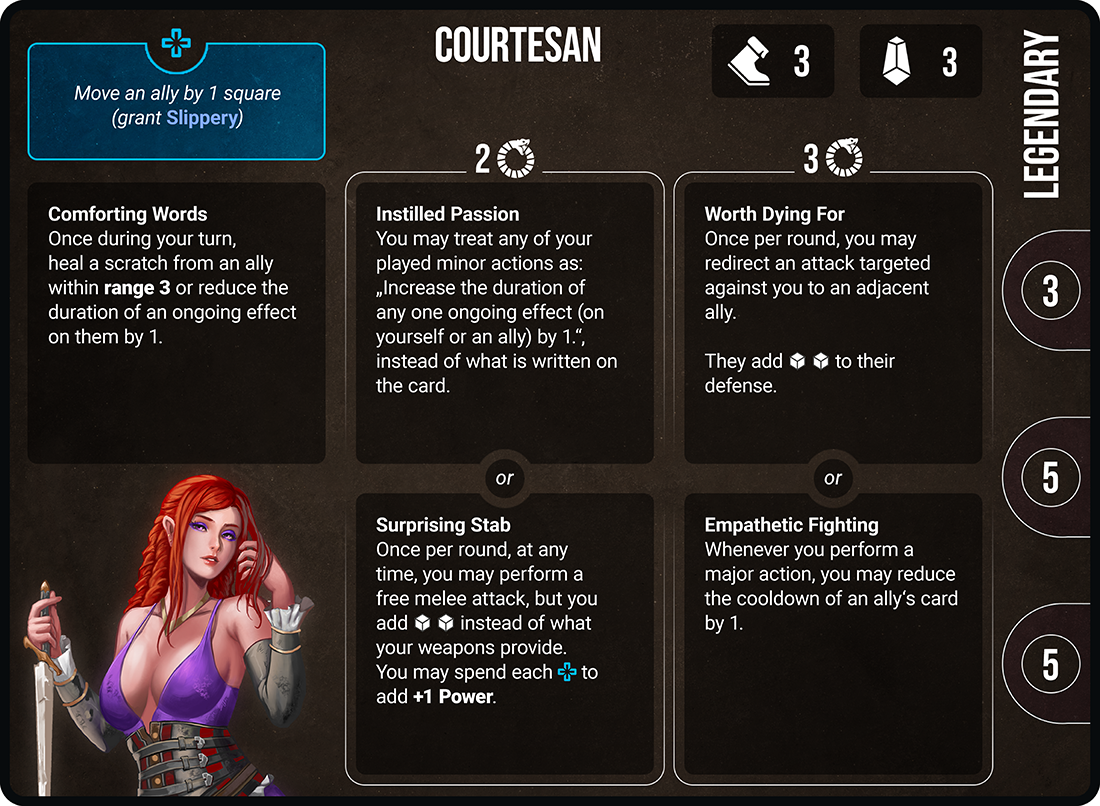 COURTESAN
3
3
LEGENDARY
Move an ally by 1 square
(grant Slippery)
2
3
Comforting Words
Once during your turn,
heal a scratch from an ally
within range 3 or reduce the
duration of an ongoing effect
on them by 1.
Instilled Passion
You may treat any of your
played minor actions as:
„Increase the duration of
any one ongoing effect (on
yourself or an ally) by 1.“,
instead of what is written on
the card.
or
Surprising Stab
Once per round, at any
time, you may perform a
free melee attack, but you
add instead of what
your weapons provide.
You may spend each to
add +1 Power.
Worth Dying For
Once per round, you may
redirect an attack targeted
against you to an adjacent
ally.
They add to their
defense.
or
Empathetic Fighting
Whenever you perform a
major action, you may reduce
the cooldown of an ally‘s card
by 1.
3
5
5